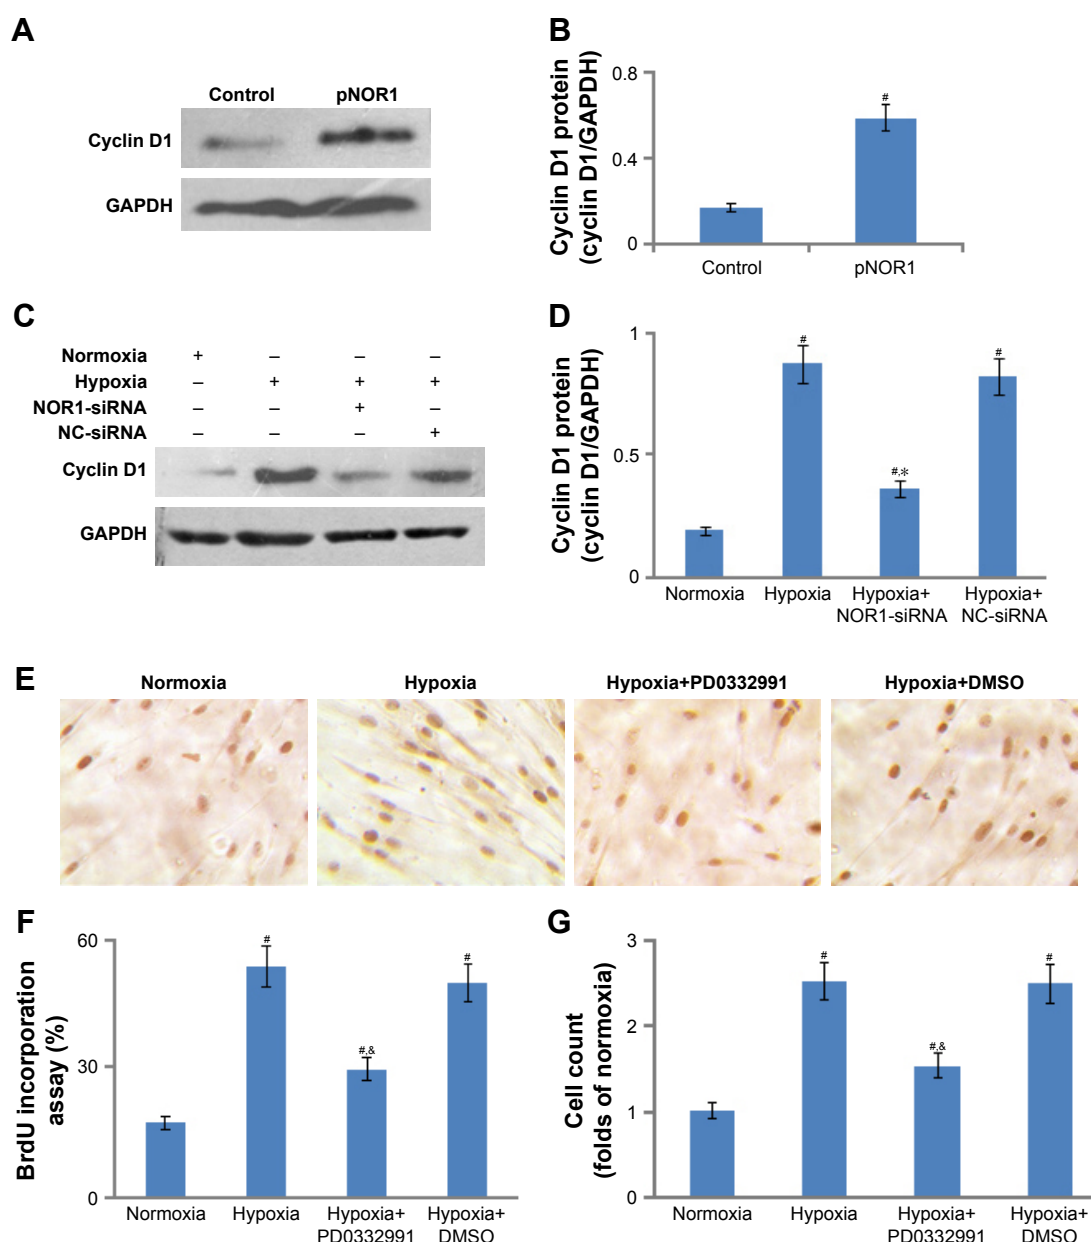 A
Control pNOR1
Cyclin D1
GAPDH
B
Cyclin D1 protein
(cyclin D1/GAPDH)
0.8
0.4
0
#
Control pNOR1
C
Normoxia + – – –
Hypoxia – + + +
NOR1-siRNA – – + –
NC-siRNA – – – +
Cyclin D1
GAPDH
D
Cyclin D1 protein
(cyclin D1/GAPDH)
1
0.5
0
# #,* #
Normoxia Hypoxia Hypoxia+ Hypoxia+
NOR1-siRNA NC-siRNA
E
Normoxia Hypoxia Hypoxia+PD0332991 Hypoxia+DMSO
F
BrdU incorporation
assay (%)
60
30
0
# #,& #
Normoxia Hypoxia Hypoxia+ Hypoxia+
PD0332991 DMSO
G
Cell count
(folds of normoxia)
3
2
1
0
# #,& #
Normoxia Hypoxia Hypoxia+ Hypoxia+
PD0332991 DMSO